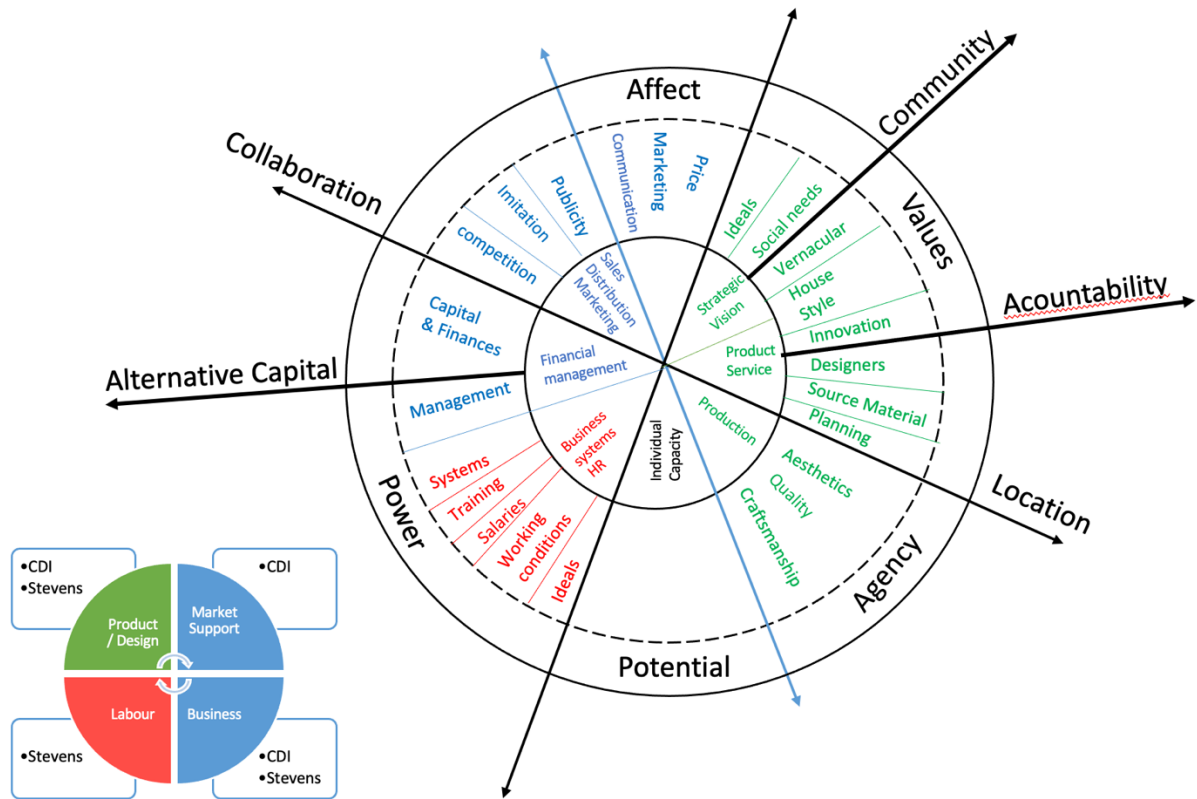 Affect
Values
Agency
Potential
Power
Community
Acountability
Location
Alternative Capital
Collaboration
Communication
Marketing
Price
Ideals
Social needs
Vernacular
House
Style
Innovation
Designers
Source Material
Planning
Aesthetics
Quality
Craftsmanship
Ideals
Working
conditions
Salaries
Training
Systems
Management
Capital
& Finances
competition
Imitation
Publicity
Sales
Distribution
Marketing
Strategic
Vision
Product
Service
Production
Individual
Capacity
Business
systems
HR
Financial
management
•CDI
•Stevens
•CDI
Product
/ Design
Market
Support
Labour
Business
•Stevens
•CDI
•Stevens